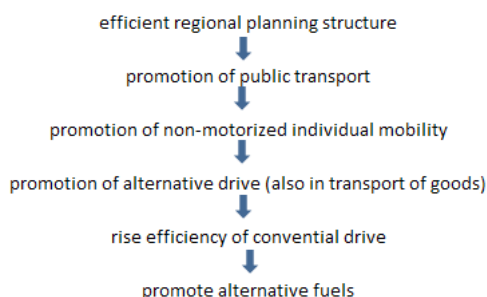 efficient regional planning structure
promotion of public transport
promotion of non-motorized individual mobility
promotion of alternative drive (also in transport of goods)
rise efficiency of convential drive
promote alternative fuels